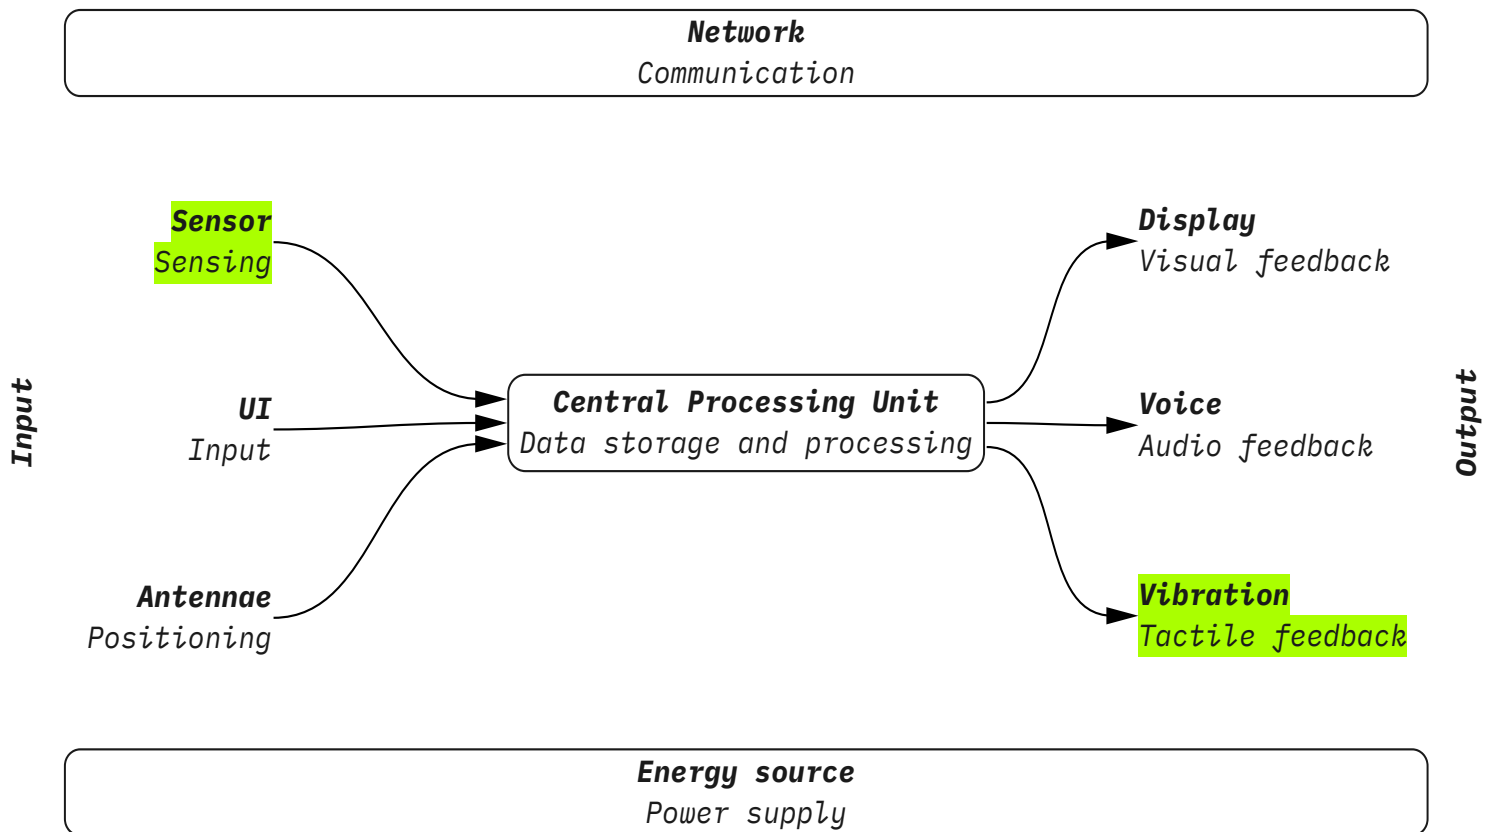 Network
Communication
Input
Sensor
Sensing
UI
Input
Antennae
Positioning
Central Processing Unit
Data storage and processing
Display
Visual feedback
Voice
Audio feedback
Vibration
Tactile feedback
Output
Energy source
Power supply